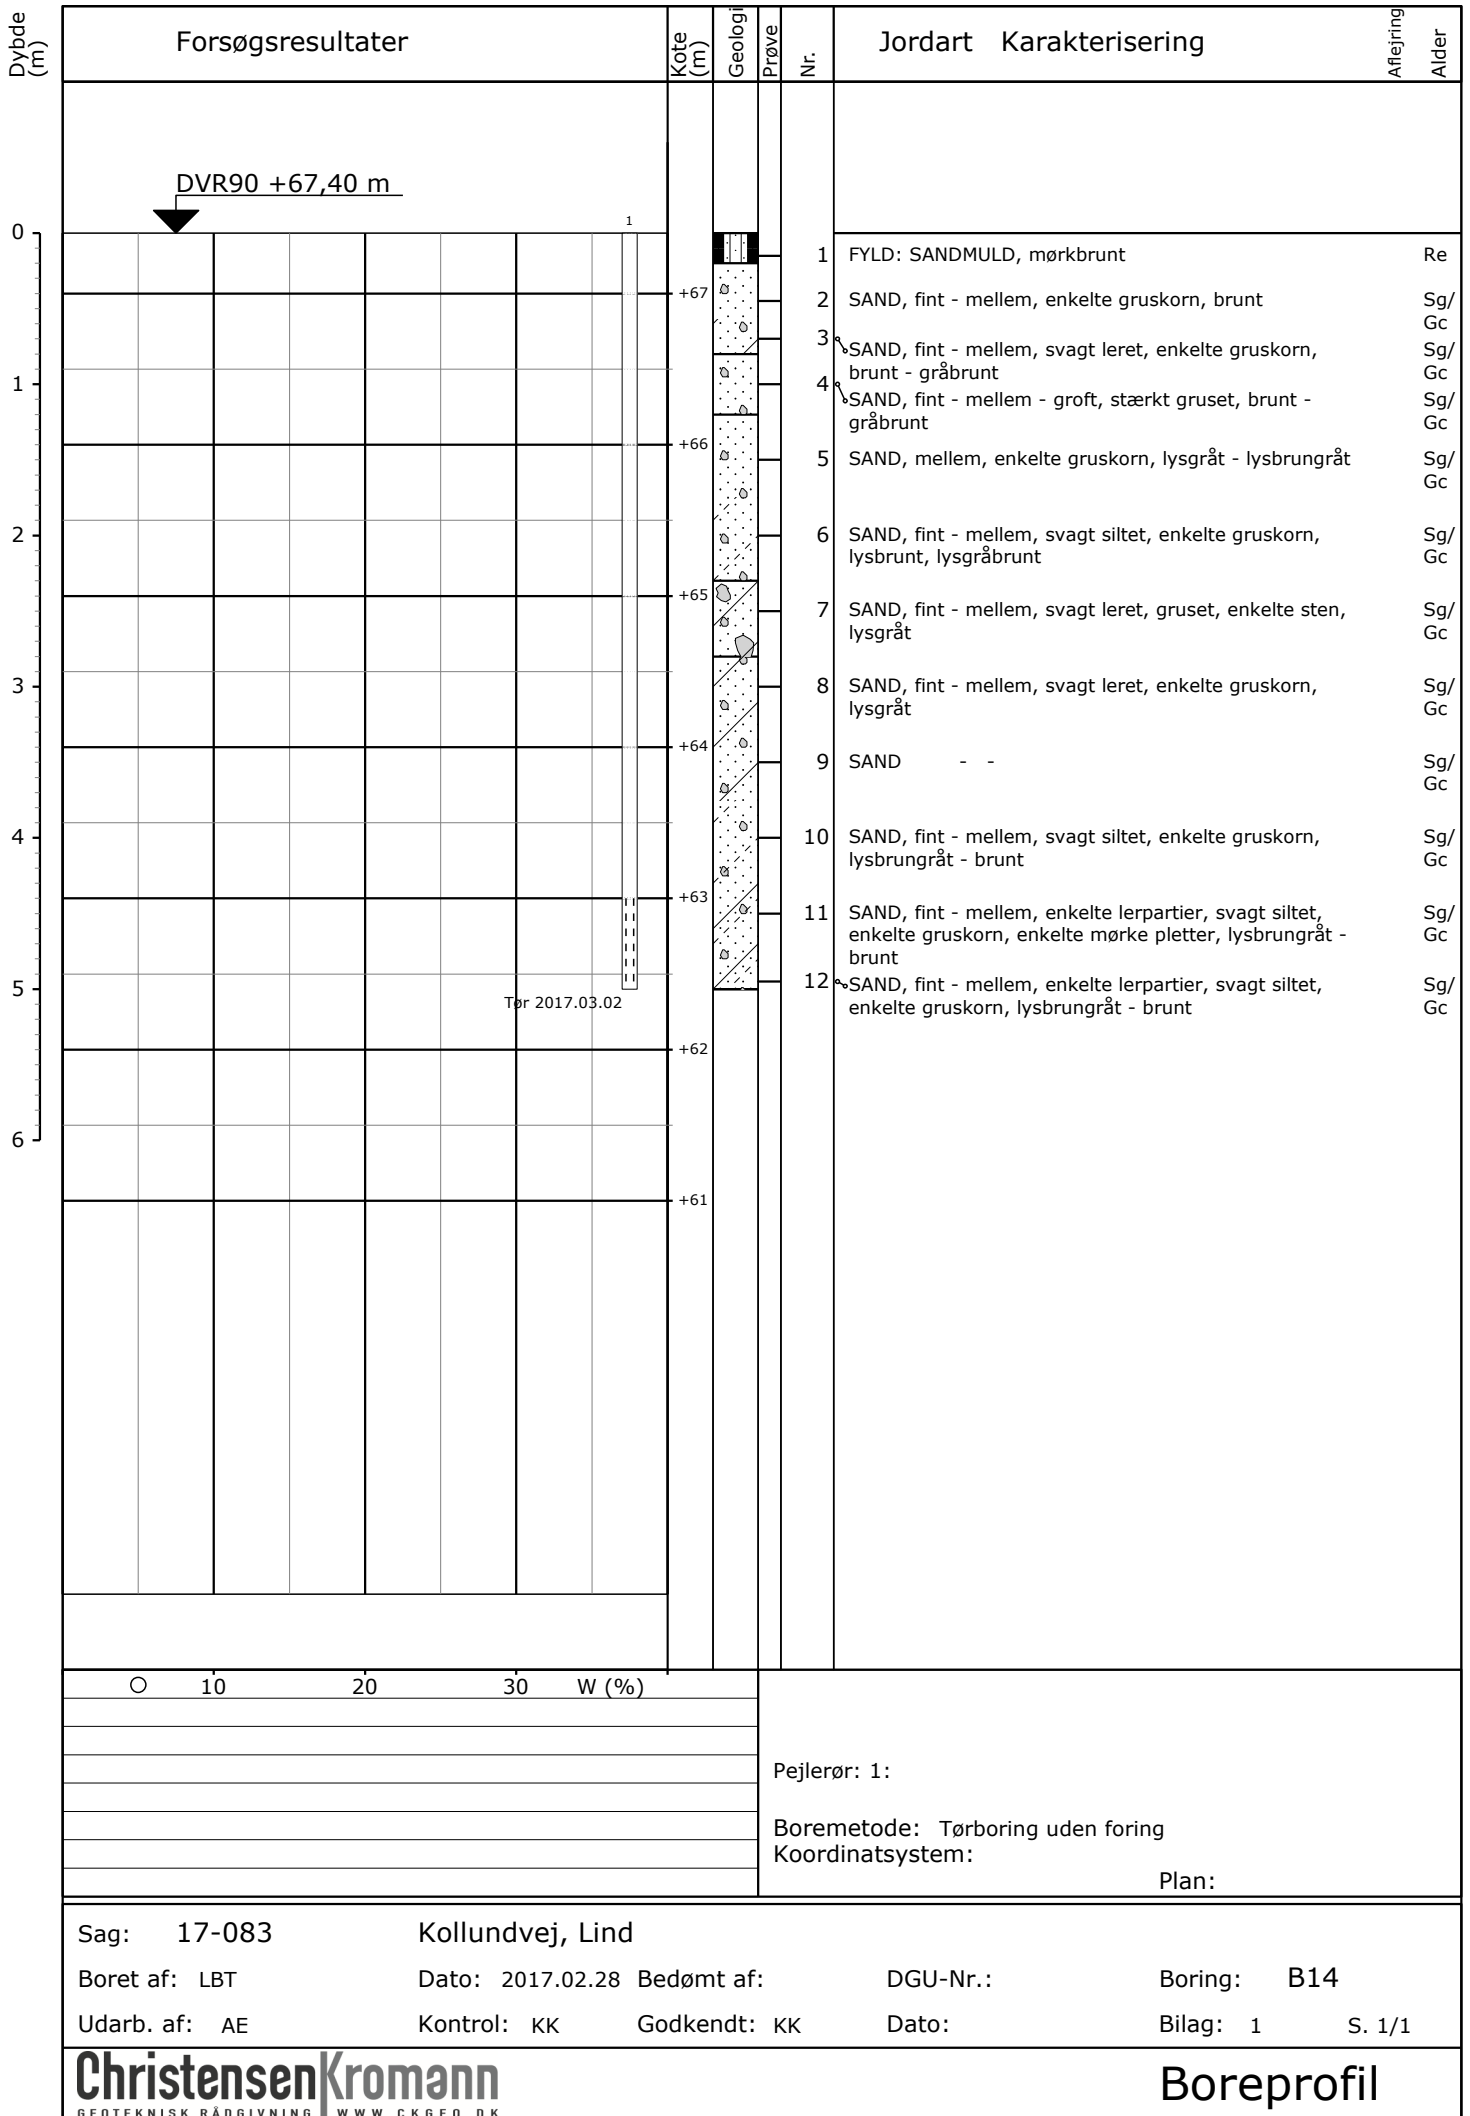 Dybde (m)
Forsøgsresultater
Kote (m)
Geologi
Prøve
Nr.
Jordart Karakterisering
Aflejring
Alder
DVR90 +67,40 m
1
0
1
2
3
4
5
6
+67
+66
+65
+64
+63
+62
+61
Tør 2017.03.02
1 FYLD: SANDMULD, mørkbrunt Re
2 SAND, fint - mellem, enkelte gruskorn, brunt Sg/
Gc
3 SAND, fint - mellem, svagt leret, enkelte gruskorn, Sg/
brunt - gråbrunt Gc
4 SAND, fint - mellem - groft, stærkt gruset, brunt - Sg/
gråbrunt Gc
5 SAND, mellem, enkelte gruskorn, lysgråt - lysbrungråt Sg/
Gc
6 SAND, fint - mellem, svagt siltet, enkelte gruskorn, Sg/
lysbrunt, lysgråbrunt Gc
7 SAND, fint - mellem, svagt leret, gruset, enkelte sten, Sg/
lysgråt Gc
8 SAND, fint - mellem, svagt leret, enkelte gruskorn, Sg/
lysgråt Gc
9 SAND - - Sg/
Gc
10 SAND, fint - mellem, svagt siltet, enkelte gruskorn, Sg/
lysbrungråt - brunt Gc
11 SAND, fint - mellem, enkelte lerpartier, svagt siltet, Sg/
enkelte gruskorn, enkelte mørke pletter, lysbrungråt - Gc
brunt
12 SAND, fint - mellem, enkelte lerpartier, svagt siltet, Sg/
enkelte gruskorn, lysbrungråt - brunt Gc
10 20 30 W (%)
Pejlerør: 1:
Boremetode: Tørboring uden foring
Koordinatsystem:
Plan:
Sag: 17-083 Kollundvej, Lind
Boret af: LBT Dato: 2017.02.28 Bedømt af: DGU-Nr.: Boring: B14
Udarb. af: AE Kontrol: KK Godkendt: KK Dato: Bilag: 1 S. 1/1
ChristensenKromann
GEOTEKNISK RÅDGIVNING WWW.CKGEO.DK
Boreprofil